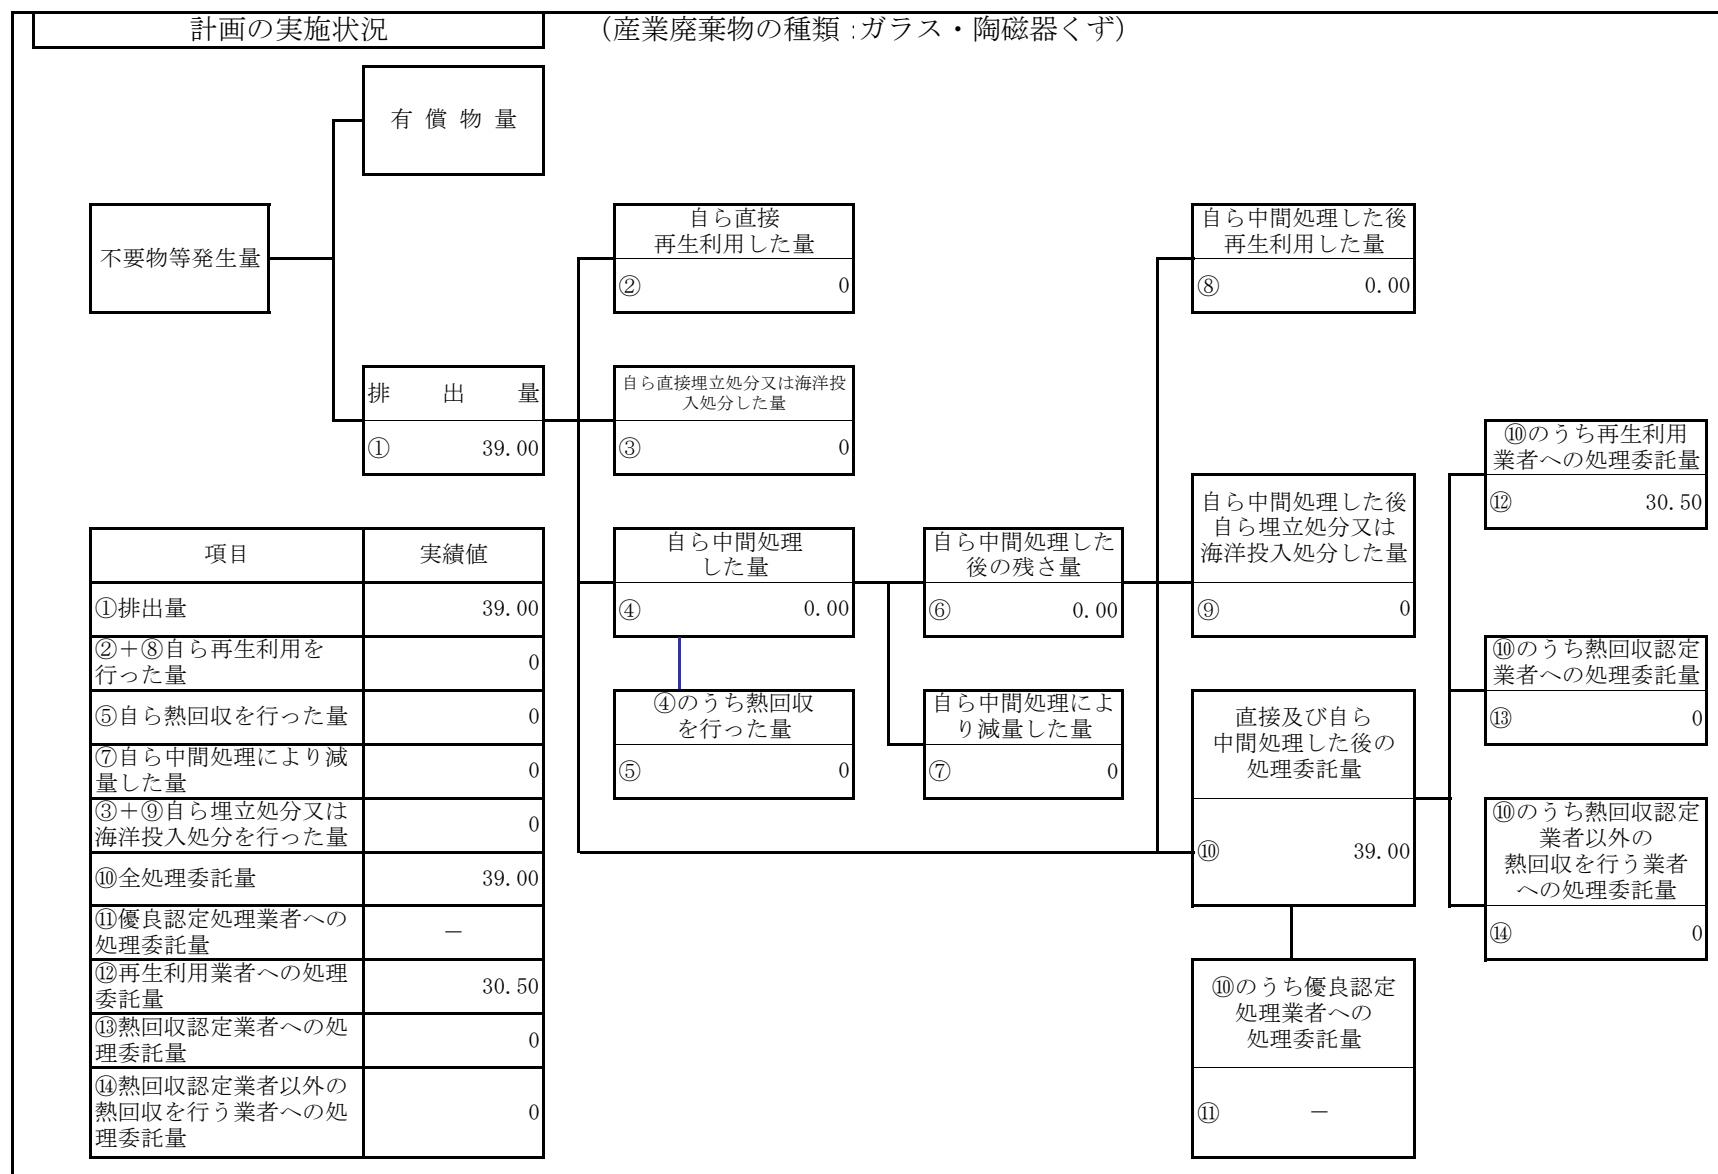 計画の実施状況
（産業廃棄物の種類:ガラス・陶磁器くず）
有償物量
不要物等発生量
自ら直接
再生利用した量
② 0
自ら中間処理した後
再生利用した量
⑧ 0.00
排出量
① 39.00
自ら直接埋立処分又は海洋投
入処分した量
③ 0
⑩のうち再生利用
業者への処理委託量
⑫ 30.50
自ら中間処理
した量
④ 0.00
自ら中間処理した
後の残さ量
⑥ 0.00
自ら中間処理した後
自ら埋立処分又は
海洋投入処分した量
⑨ 0
⑩のうち熱回収認定
業者への処理委託量
⑬ 0
④のうち熱回収
を行った量
⑤ 0
自ら中間処理によ
り減量した量
⑦ 0
直接及び自ら
中間処理した後の
処理委託量
⑩ 39.00
⑩のうち熱回収認定
業者以外の
熱回収を行う業者
への処理委託量
⑭ 0
⑩のうち優良認定
処理業者への
処理委託量
⑪ －
項目 実績値
①排出量 39.00
②＋⑧自ら再生利用を
行った量 0
⑤自ら熱回収を行った量 0
⑦自ら中間処理により減
量した量 0
③＋⑨自ら埋立処分又は
海洋投入処分を行った量 0
⑩全処理委託量 39.00
⑪優良認定処理業者への
処理委託量 －
⑫再生利用業者への処理
委託量 30.50
⑬熱回収認定業者への処
理委託量 0
⑭熱回収認定業者以外の
熱回収を行う業者への処
理委託量 0